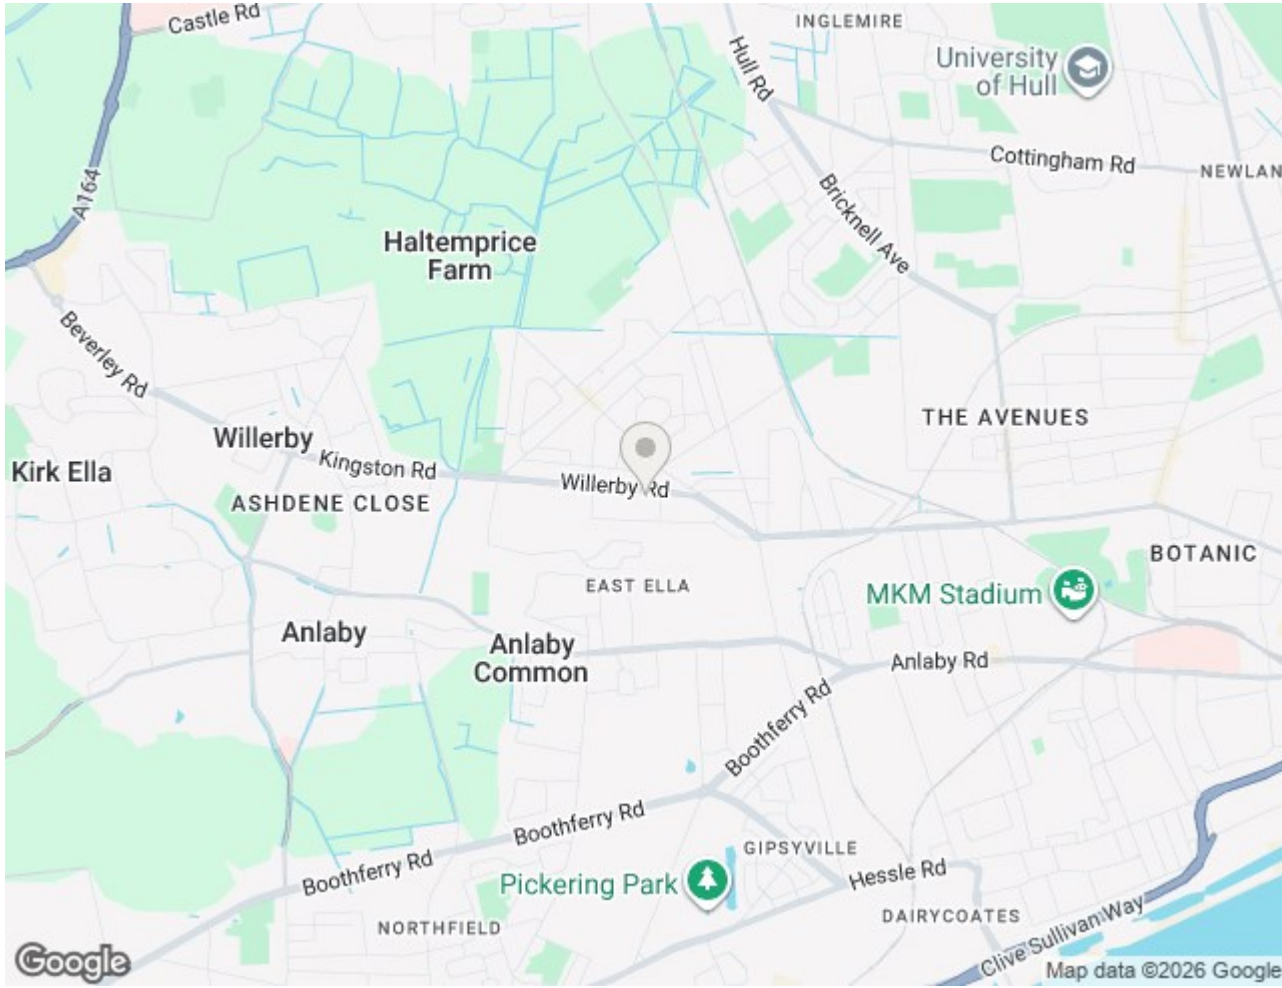 Castle Rd
INGLEMIRE
Hull Rd
University
of Hull
Cottingham Rd
NEWLAN
A164
Bricknell Ave
Haltemprice
Farm
Beverley Rd
THE AVENUES
Willerby
Kingston Rd
Kirk Ella
Willerby Rd
ASHDENE CLOSE
BOTANIC
EAST ELLA
MKM Stadium
Anlaby
Anlaby
Common
Anlaby Rd
Boothferry Rd
Boothferry Rd
Boothferry Rd
GIPSYVILLE
Hessle Rd
Pickering Park
DAIRYCOATES
NORTHFIELD
Clive Sullivan Way
Google
Map data ©2026 Google